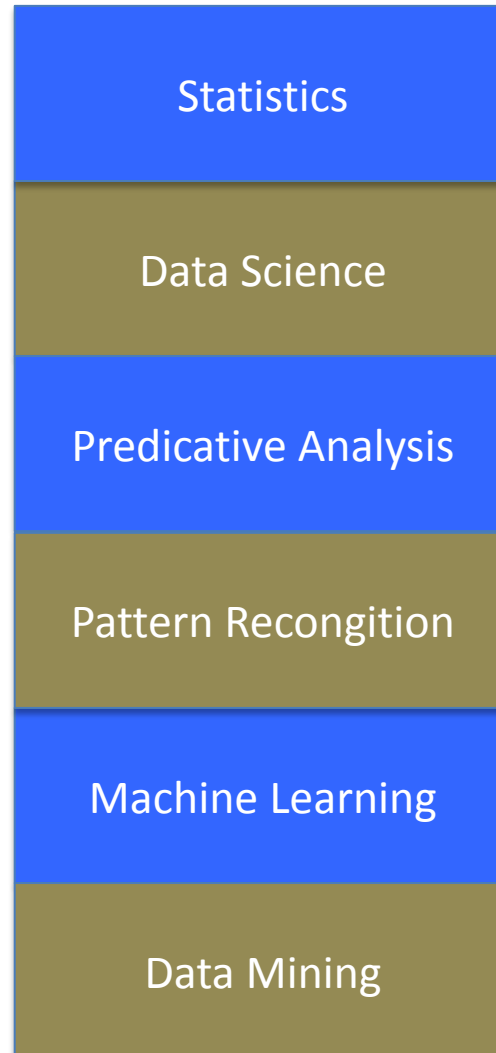 Statistics
Data Science
Predicative Analysis
Pattern Recongition
Machine Learning
Data Mining